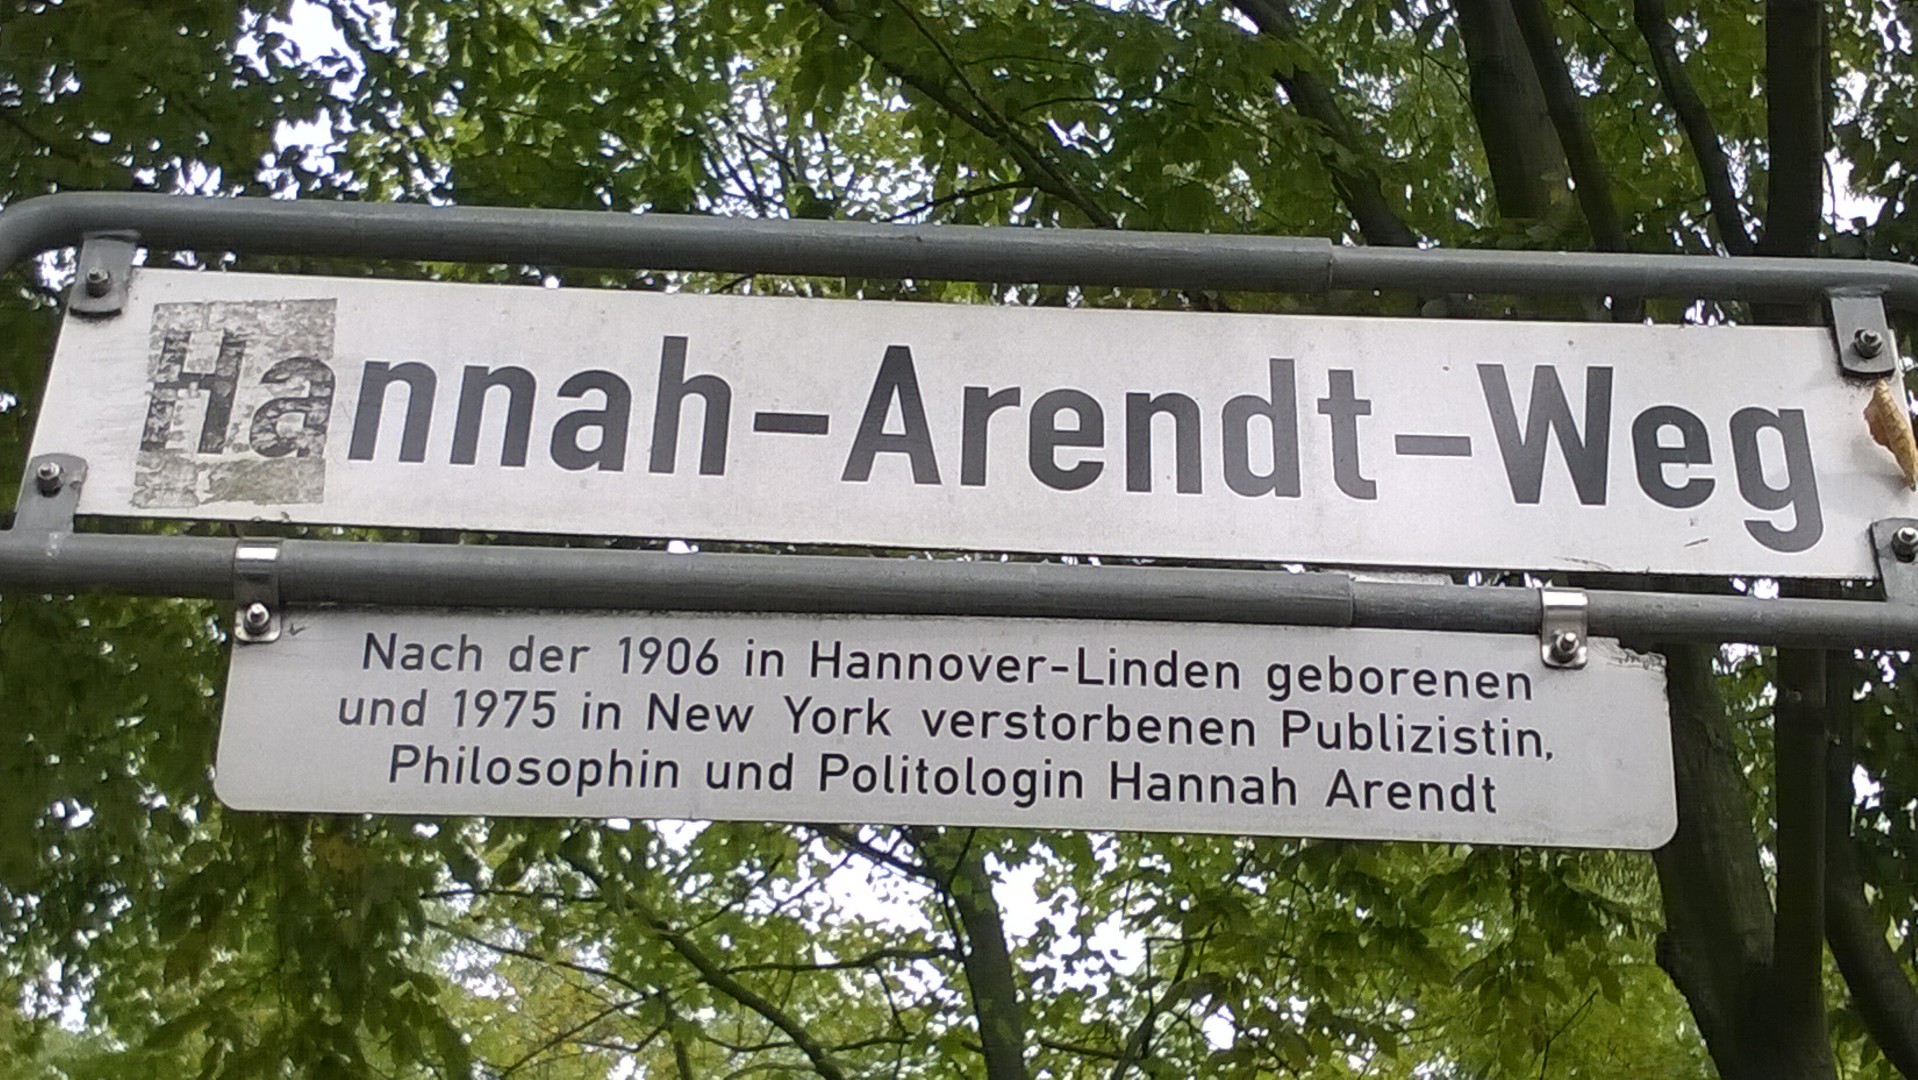 Hannah-Arendt-Weg
Nach der 1906 in Hannover-Linden geborenen
und 1975 in New York verstorbenen Publizistin,
Philosophin und Politologin Hannah Arendt